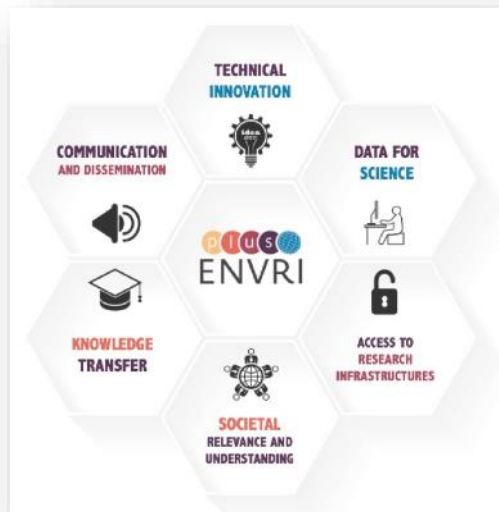 TECHNICAL
INNOVATION
COMMUNICATION
AND DISSEMINATION
DATA FOR
SCIENCE
plus
ENVRI
KNOWLEDGE
TRANSFER
ACCESS TO
RESEARCH
INFRASTRUCTURES
SOCIETAL
RELEVANCE AND
UNDERSTANDING